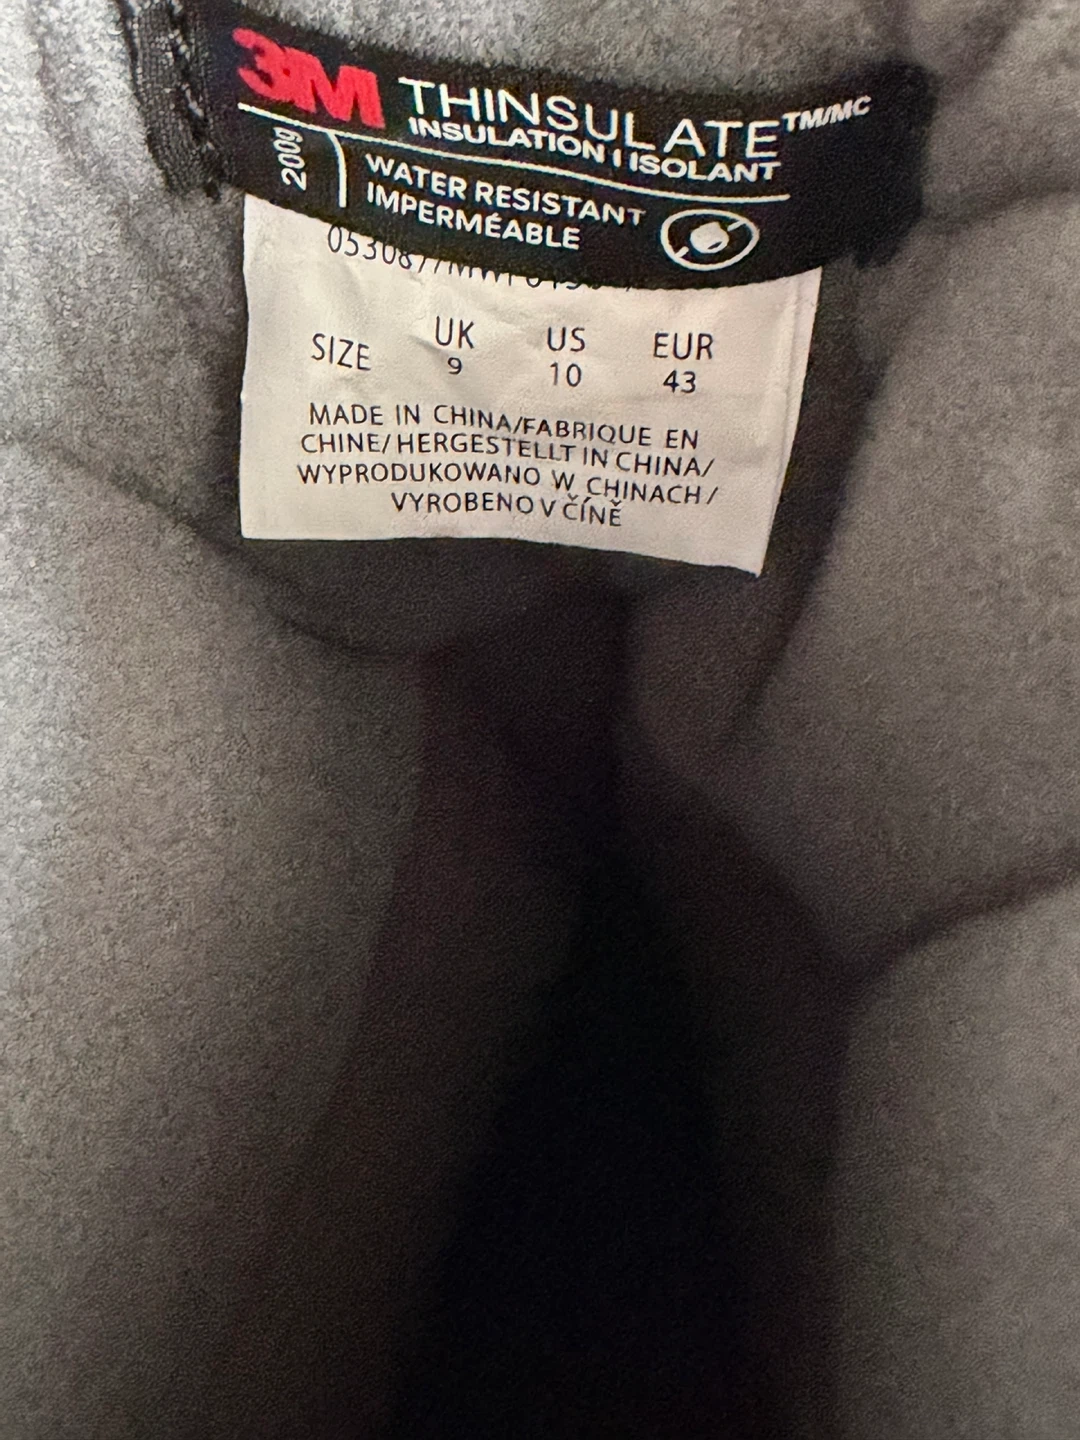 3M THINSULATE™/MC
INSULATION | ISOLANT
200g
WATER RESISTANT
IMPERMÉABLE
SIZE UK US EUR
9 10 43
MADE IN CHINA/FABRIQUE EN
CHINE/HERGESTELLT IN CHINA/
WYPRODUKOWANO W CHINACH/
VYROBENO V ČÍNĚ